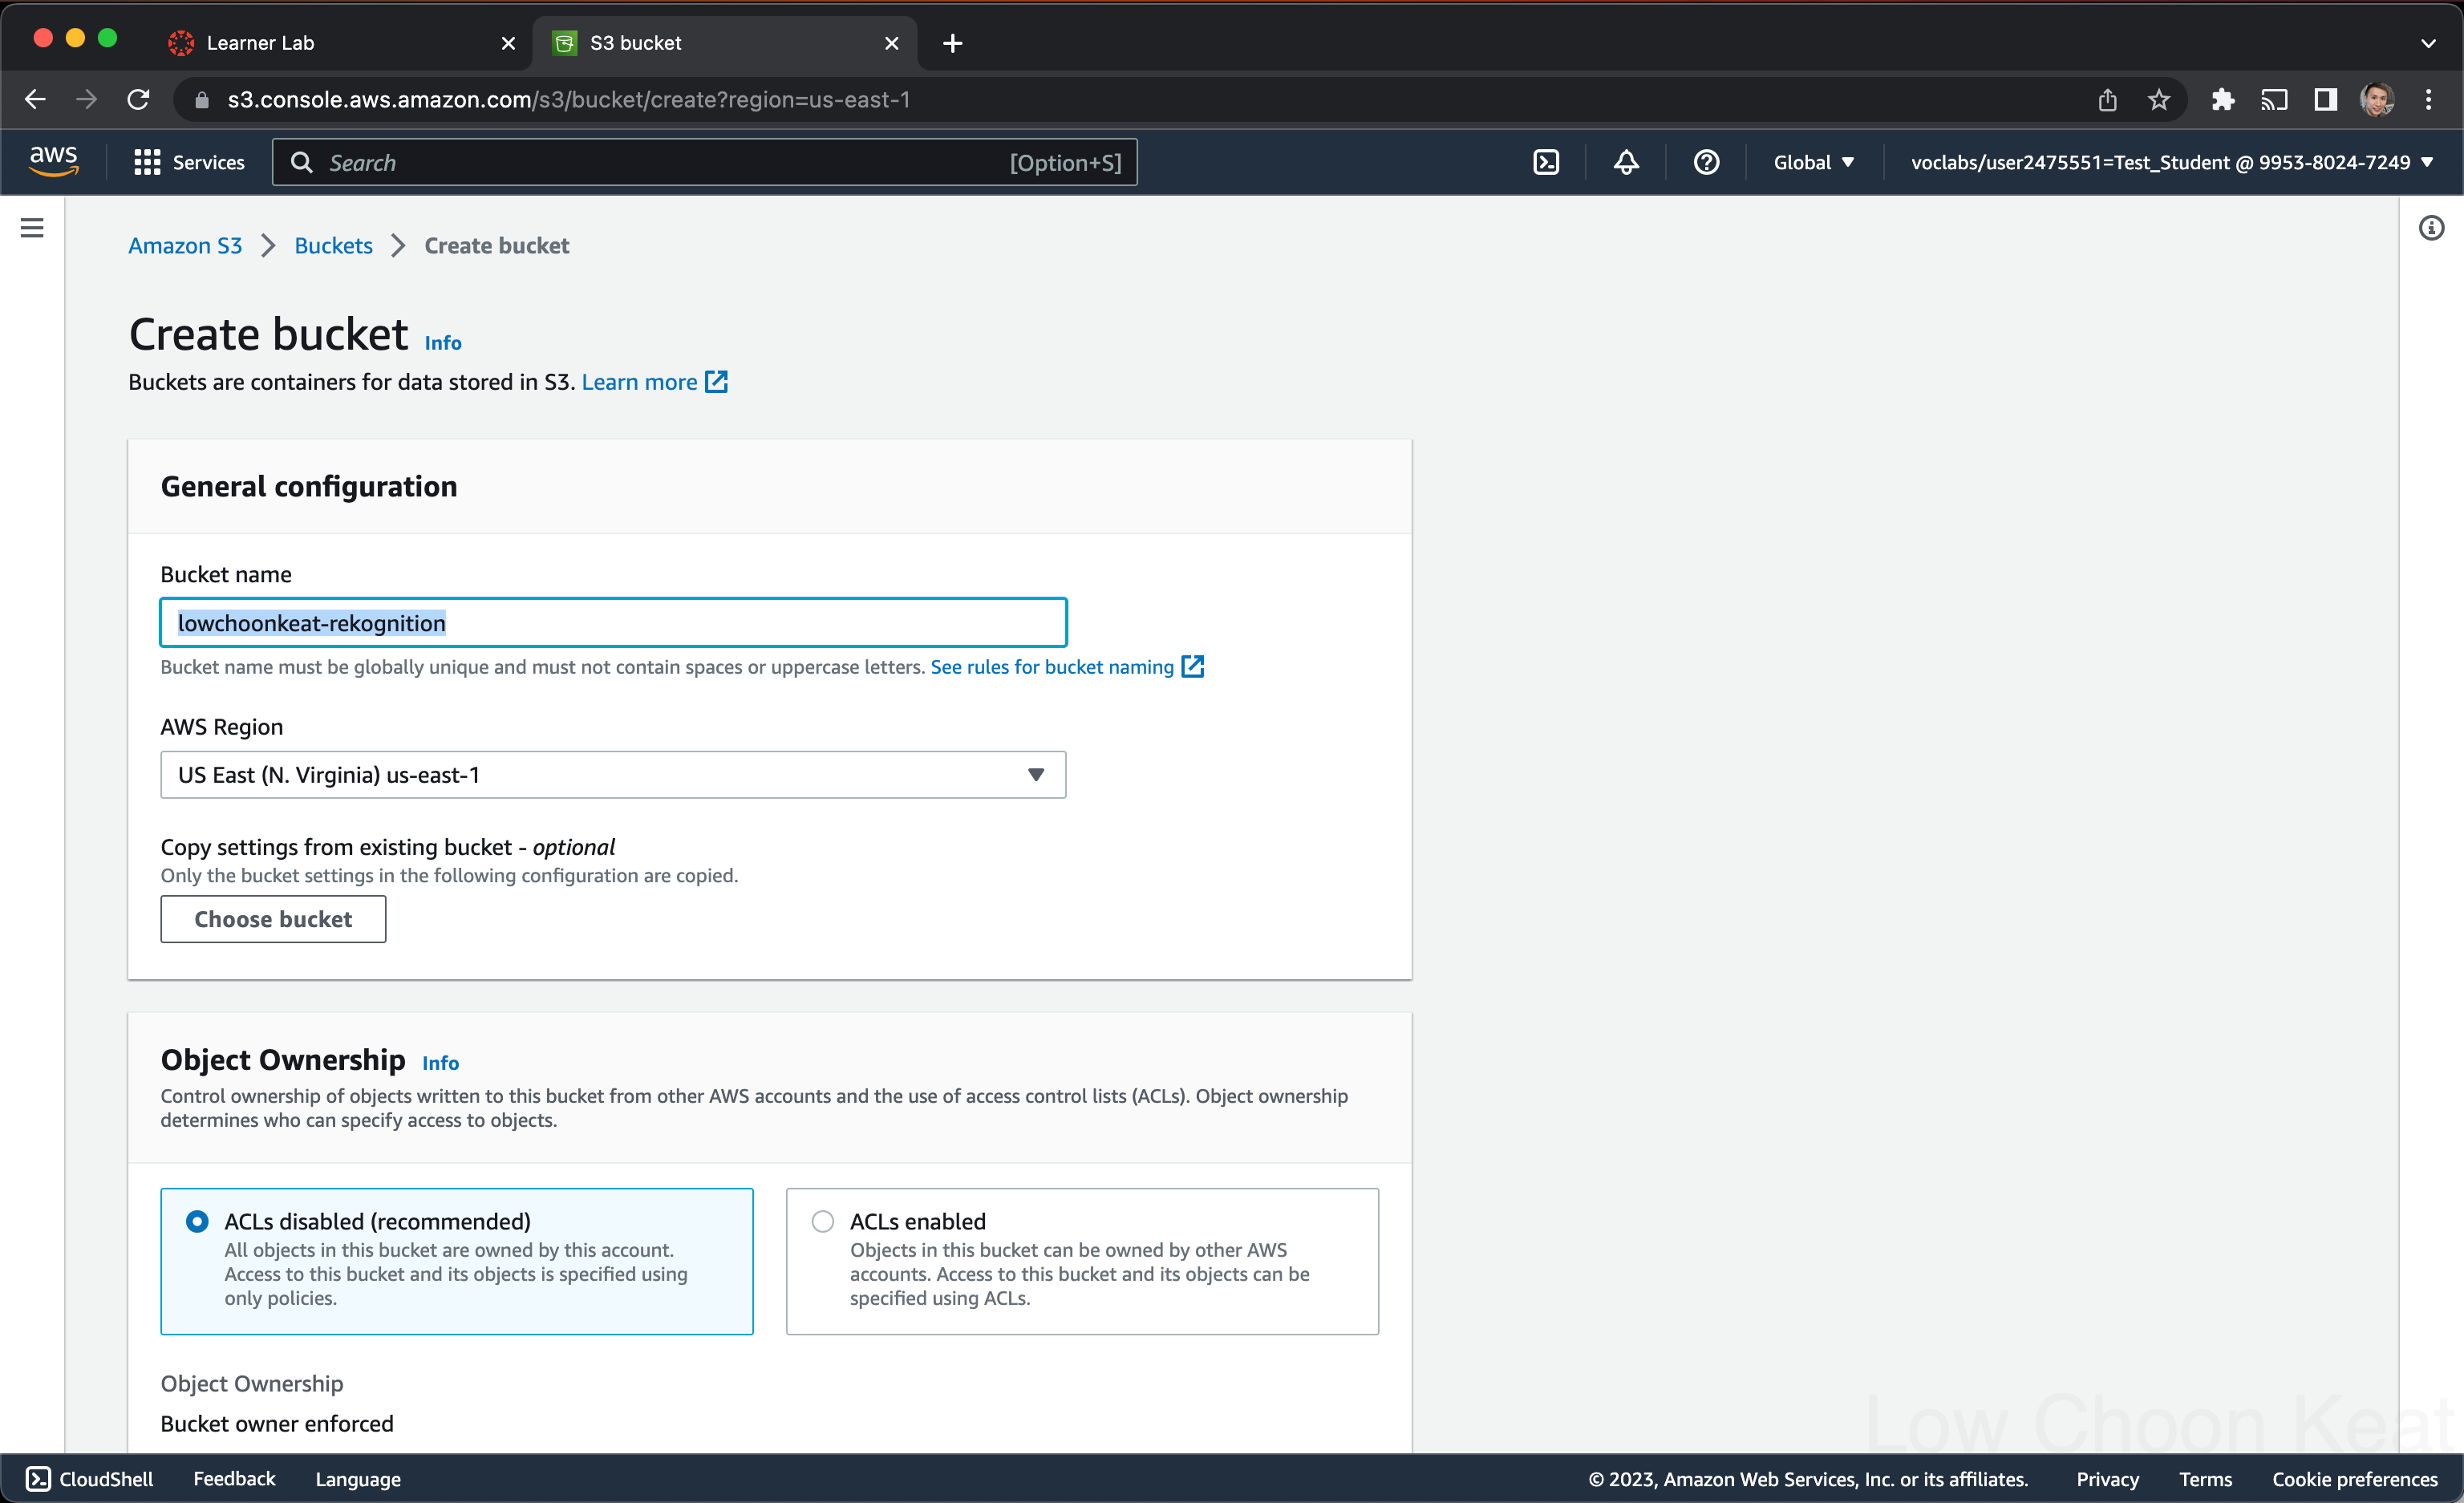 Learner Lab
S3 bucket
s3.console.aws.amazon.com/s3/bucket/create?region=us-east-1
aws
Services
Search
[Option+S]
Global
voclabs/user2475551=Test_Student @ 9953-8024-7249
Amazon S3
Buckets
Create bucket
Create bucket Info
Buckets are containers for data stored in S3. Learn more
General configuration
Bucket name
lowchoonkeat-rekognition
Bucket name must be globally unique and must not contain spaces or uppercase letters. See rules for bucket naming
AWS Region
US East (N. Virginia) us-east-1
Copy settings from existing bucket - optional
Only the bucket settings in the following configuration are copied.
Choose bucket
Object Ownership Info
Control ownership of objects written to this bucket from other AWS accounts and the use of access control lists (ACLs). Object ownership
determines who can specify access to objects.
ACLs disabled (recommended)
All objects in this bucket are owned by this account.
Access to this bucket and its objects is specified using
only policies.
ACLs enabled
Objects in this bucket can be owned by other AWS
accounts. Access to this bucket and its objects can be
specified using ACLs.
Object Ownership
Bucket owner enforced
Low Choon Keat
CloudShell
Feedback
Language
© 2023, Amazon Web Services, Inc. or its affiliates.
Privacy
Terms
Cookie preferences